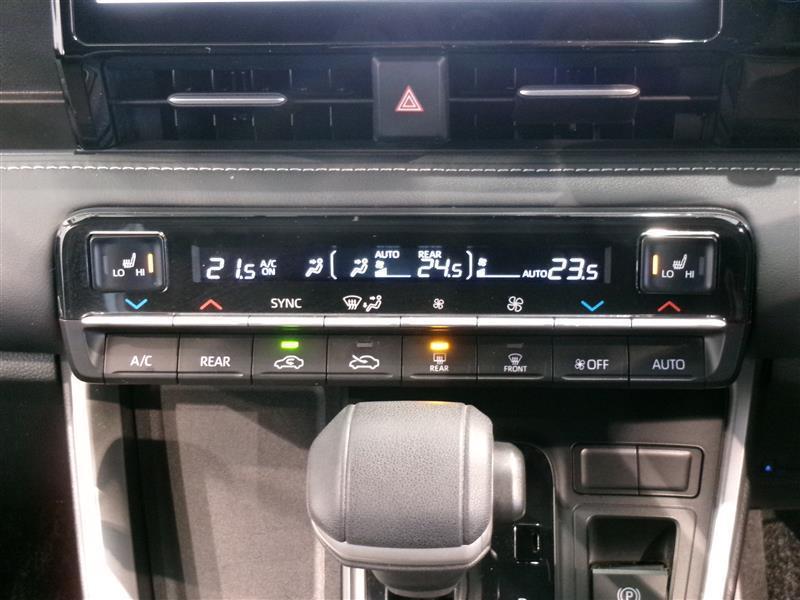 LO HI 21.5 A/C ON AUTO REAR 24.5 AUTO 23.5 LO HI
SYNC
A/C REAR REAR FRONT OFF AUTO
P